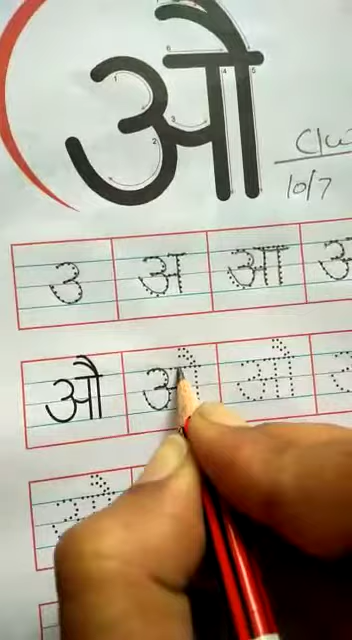 ओ
C/w
10/7
उ अ आ
ओ ओ ओ